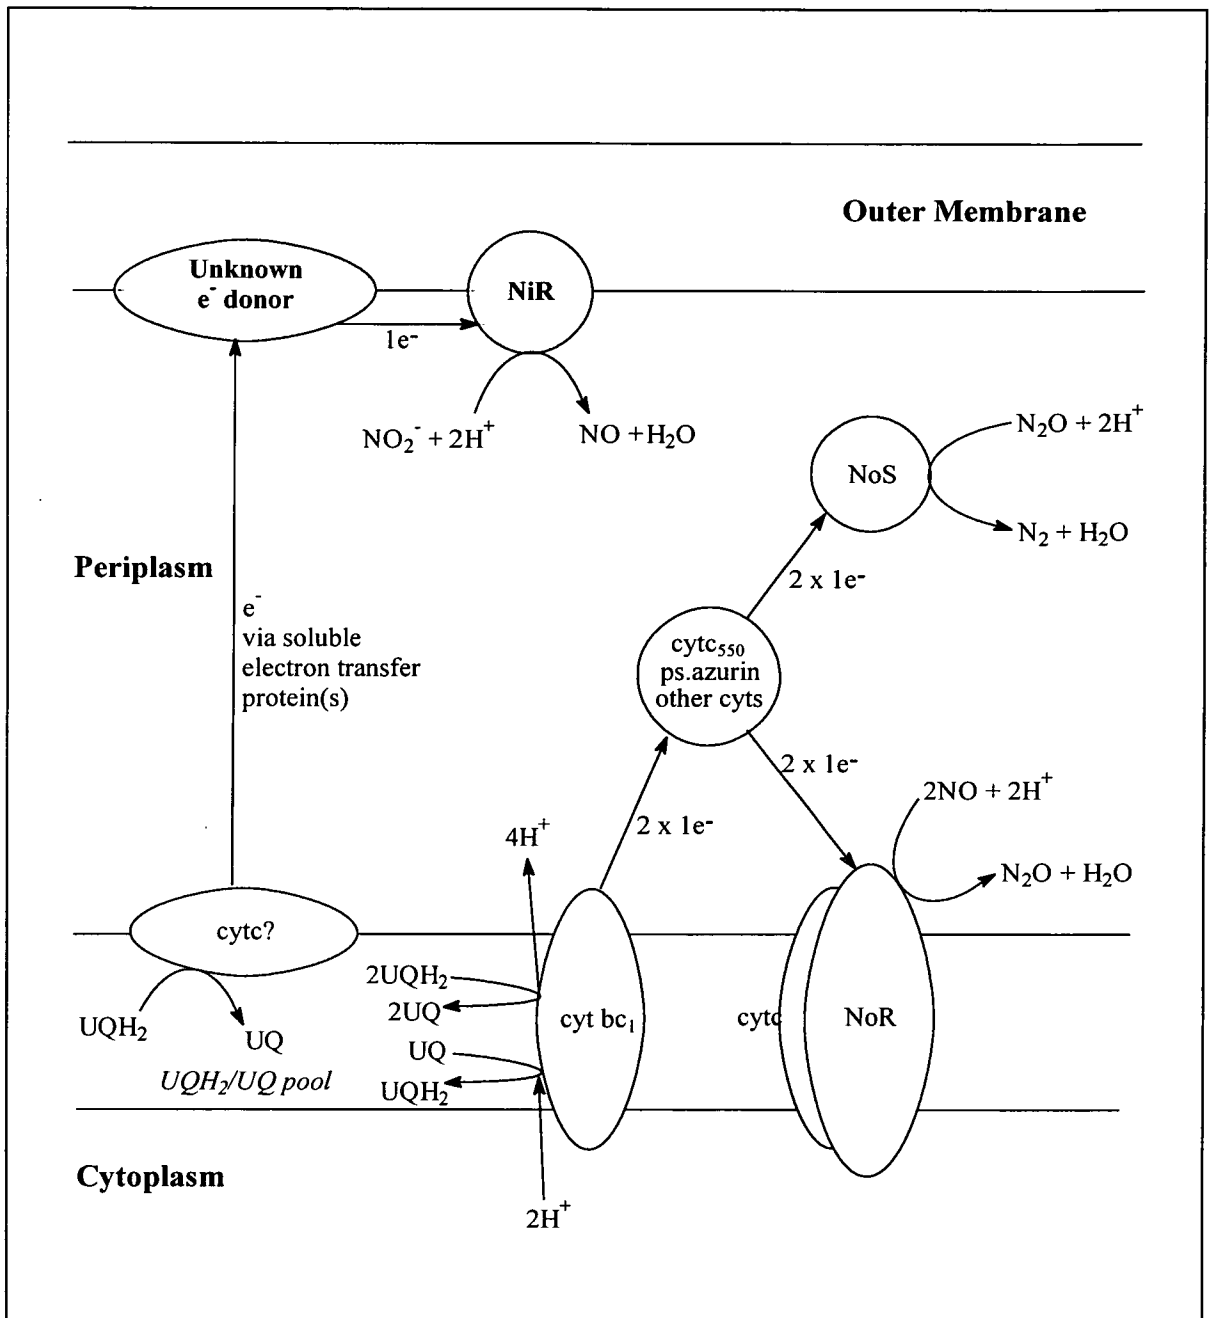 Outer Membrane
Unknown
e⁻ donor
NiR
1e-
NO₂⁻ + 2H⁺
NO + H₂O
NoS
N₂O + 2H⁺
N₂ + H₂O
Periplasm
2 x 1e-
e⁻
via soluble
electron transfer
protein(s)
cytc₅₅₀
ps.azurin
other cyts
2 x 1e-
2NO + 2H⁺
4H⁺
2 x 1e-
N₂O + H₂O
cytc?
2UQH₂
2UQ
cyt bc₁
cytc
NoR
UQH₂
UQ
UQ
UQH₂/UQ pool
UQH₂
Cytoplasm
2H⁺